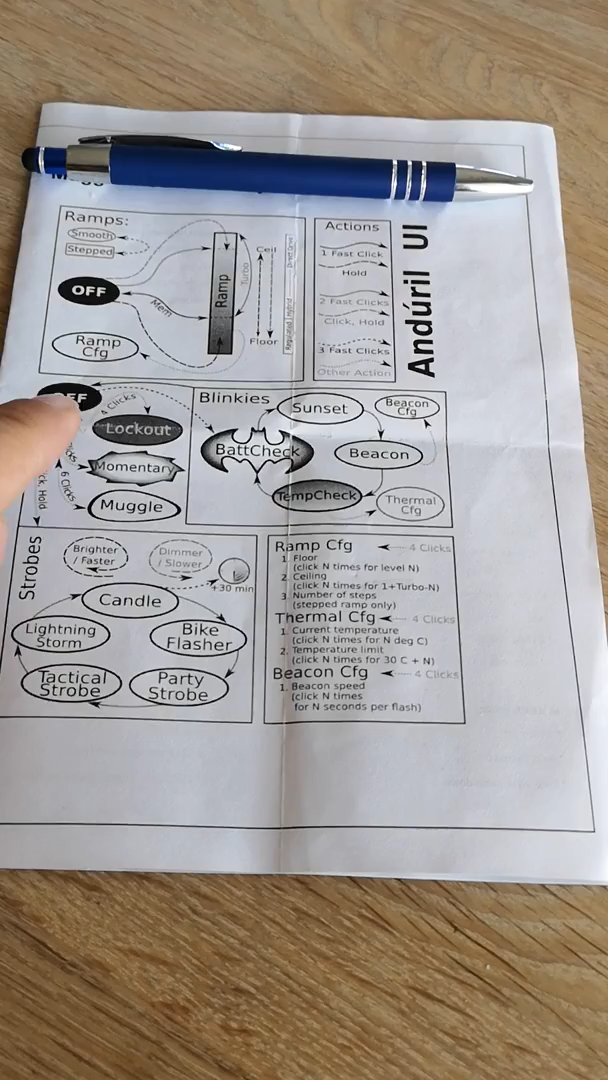 Ramps:
Smooth
Stepped
OFF
Mem
Ramp
Turbo
Ceil
Floor
Regulated
Hybrid
Direct Drive
Ramp
Cfg
Actions
1 Fast Click
Hold
2 Fast Clicks
Click, Hold
3 Fast Clicks
Other Action
Andúril UI
4 Clicks
Lockout
Momentary
6 Clicks
Muggle
Blinkies
BattCheck
Sunset
Beacon
Cfg
Beacon
TempCheck
Thermal
Cfg
Strobes
Brighter
/ Faster
Dimmer
/ Slower
+30 min
Candle
Lightning
Storm
Bike
Flasher
Tactical
Strobe
Party
Strobe
Ramp Cfg 4 Clicks
1. Floor
(click N times for level N)
2. Ceiling
(click N times for 1+Turbo-N)
3. Number of steps
(stepped ramp only)
Thermal Cfg 4 Clicks
1. Current temperature
(click N times for N deg C)
2. Temperature limit
(click N times for 30 C + N)
Beacon Cfg 4 Clicks
1. Beacon speed
(click N times
for N seconds per flash)